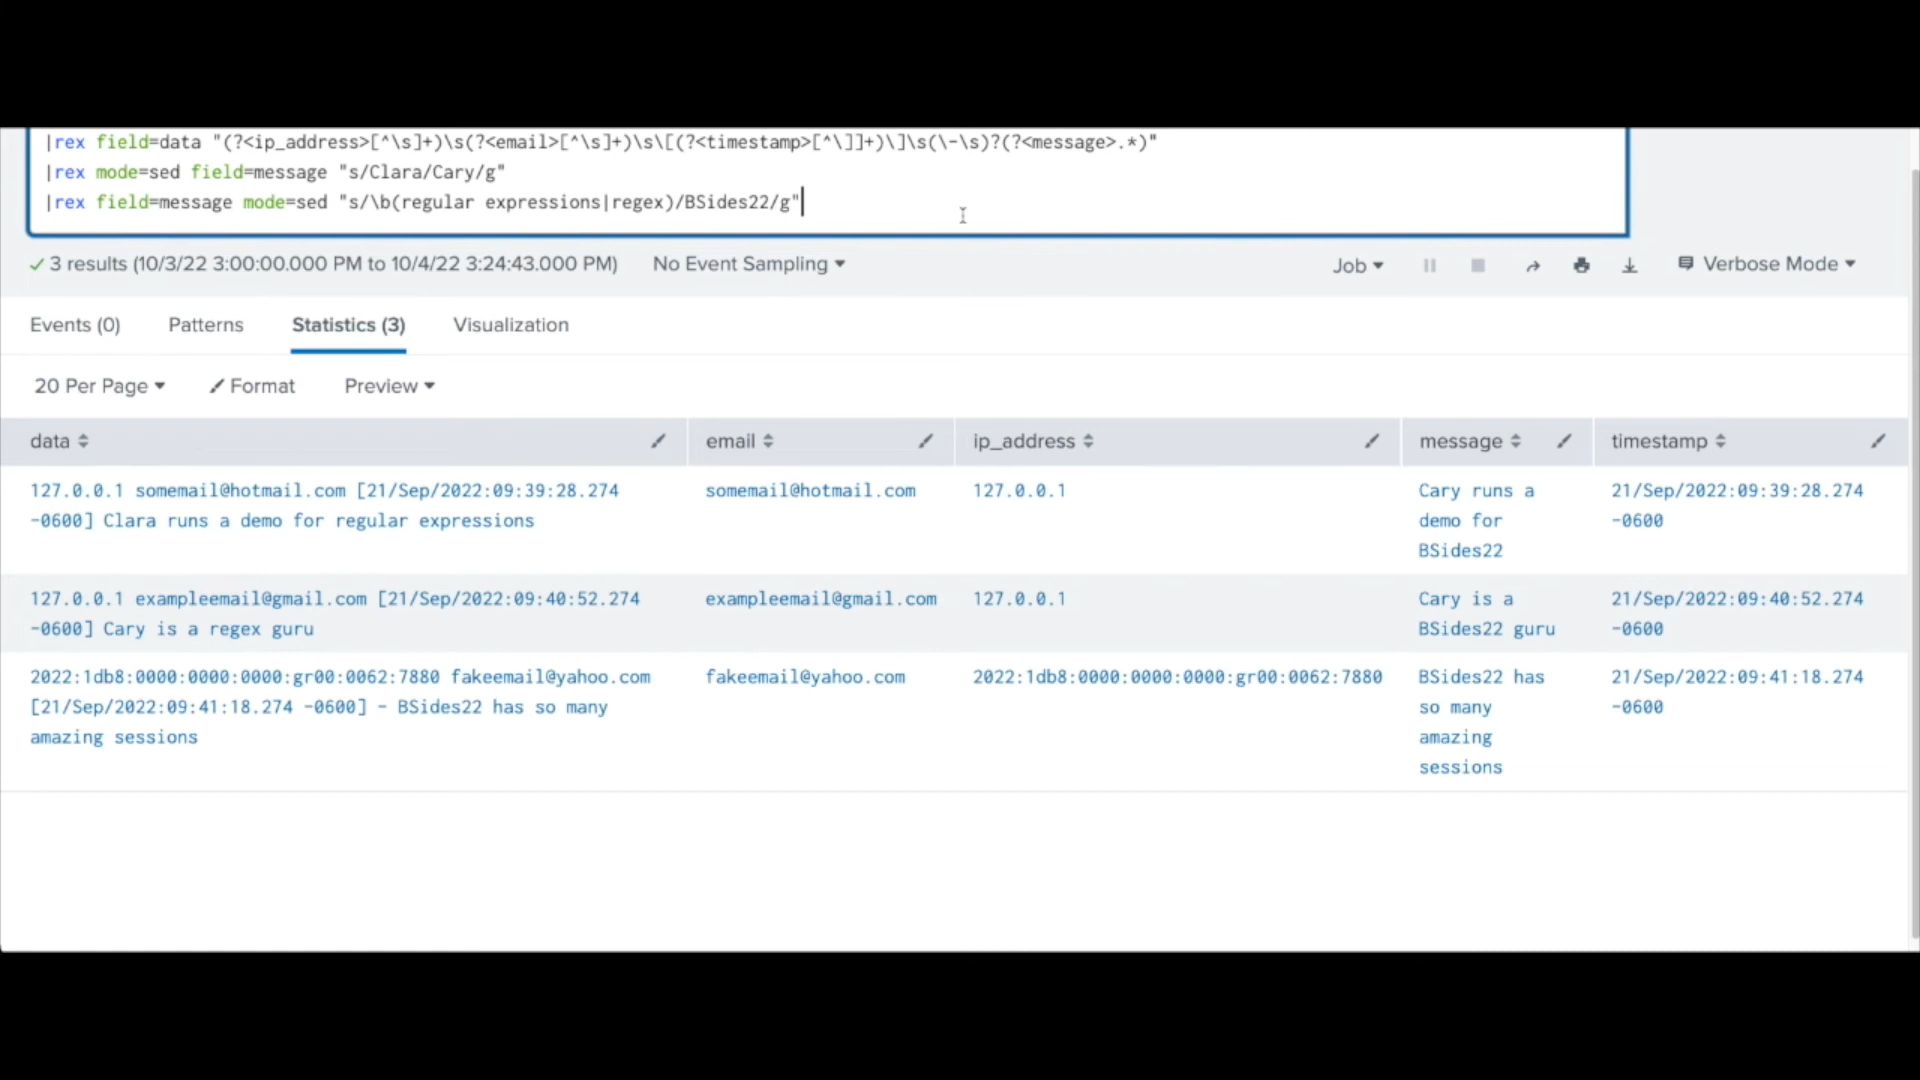 |rex field=data "(?<ip_address>[^\s]+)\s(?<email>[^\s]+)\s\[(?<timestamp>[^\]]+)\]\s(\-\s)?(?<message>.*)"
|rex mode=sed field=message "s/Clara/Cary/g"
|rex field=message mode=sed "s/\b(regular expressions|regex)/BSides22/g"
3 results (10/3/22 3:00:00.000 PM to 10/4/22 3:24:43.000 PM) No Event Sampling Job Verbose Mode
Events (0) Patterns Statistics (3) Visualization
20 Per Page Format Preview
data email ip_address message timestamp
127.0.0.1 somemail@hotmail.com [21/Sep/2022:09:39:28.274 somemail@hotmail.com 127.0.0.1 Cary runs a 21/Sep/2022:09:39:28.274
-0600] Clara runs a demo for regular expressions demo for -0600
BSides22
127.0.0.1 exampleemail@gmail.com [21/Sep/2022:09:40:52.274 exampleemail@gmail.com 127.0.0.1 Cary is a 21/Sep/2022:09:40:52.274
-0600] Cary is a regex guru BSides22 guru -0600
2022:1db8:0000:0000:0000:gr00:0062:7880 fakeemail@yahoo.com fakeemail@yahoo.com 2022:1db8:0000:0000:0000:gr00:0062:7880 BSides22 has 21/Sep/2022:09:41:18.274
[21/Sep/2022:09:41:18.274 -0600] - BSides22 has so many so many -0600
amazing sessions amazing
sessions